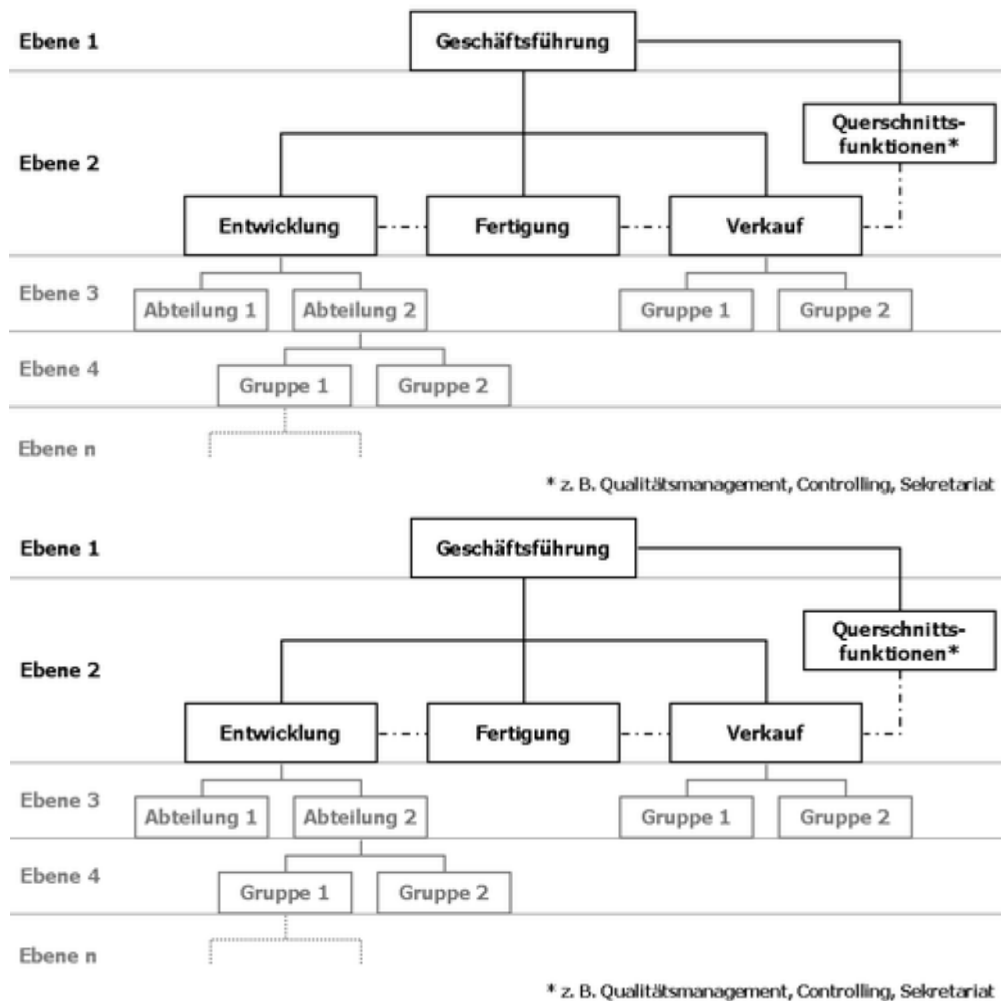 Ebene 1
Geschäftsführung
Querschnitts-
funktionen*
Ebene 2
Entwicklung
Fertigung
Verkauf
Ebene 3
Abteilung 1
Abteilung 2
Gruppe 1
Gruppe 2
Ebene 4
Gruppe 1
Gruppe 2
Ebene n
* z. B. Qualitätsmanagement, Controlling, Sekretariat
Ebene 1
Geschäftsführung
Querschnitts-
funktionen*
Ebene 2
Entwicklung
Fertigung
Verkauf
Ebene 3
Abteilung 1
Abteilung 2
Gruppe 1
Gruppe 2
Ebene 4
Gruppe 1
Gruppe 2
Ebene n
* z. B. Qualitätsmanagement, Controlling, Sekretariat